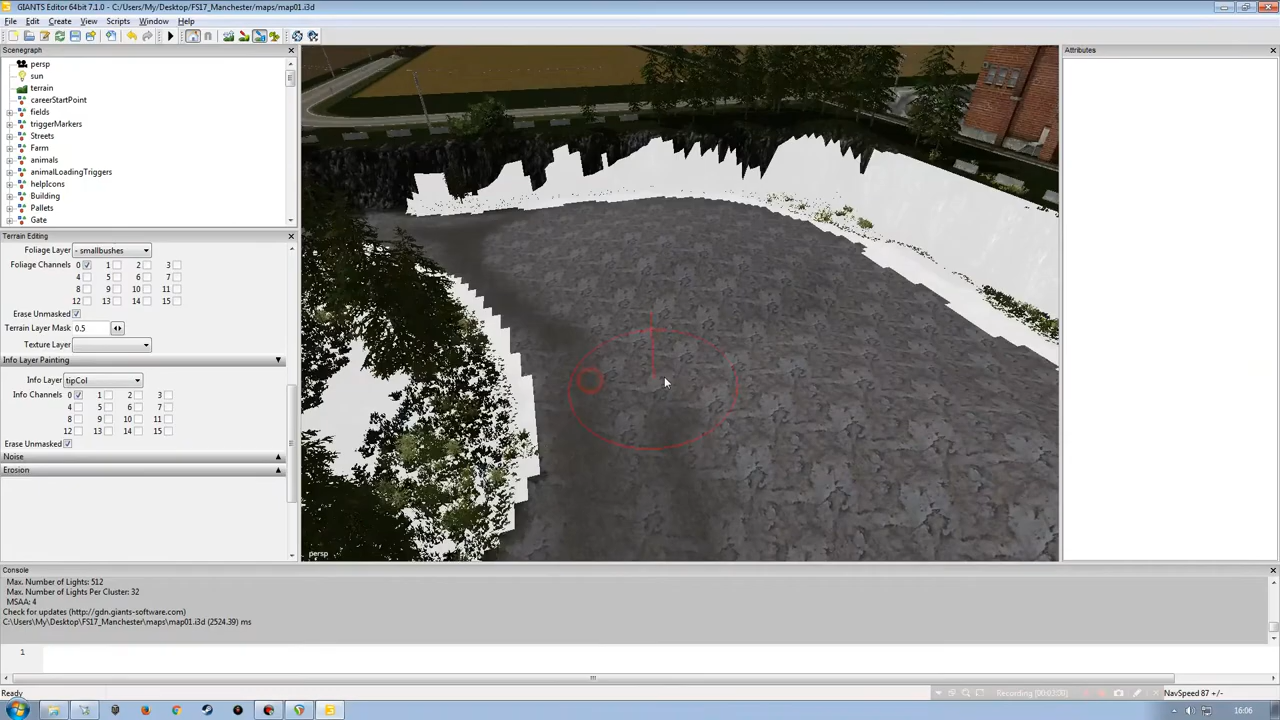 GIANTS Editor 64bit 7.1.0 - C:/Users/My/Desktop/FS17_Manchester/maps/map01.i3d
File Edit Create View Scripts Window Help
Scenegraph
persp
sun
terrain
careerStartPoint
fields
triggerMarkers
Streets
Farm
animals
animalLoadingTriggers
helpIcons
Building
Pallets
Gate
Terrain Editing
Foliage Layer - smallbushes
Foliage Channels 0 1 2 3
4 5 6 7
8 9 10 11
12 13 14 15
Erase Unmasked
Terrain Layer Mask 0.5
Texture Layer
Info Layer Painting
Info Layer tipCol
Info Channels 0 1 2 3
4 5 6 7
8 9 10 11
12 13 14 15
Erase Unmasked
Noise
Erosion
persp
Attributes
Console
Max. Number of Lights: 512
Max. Number of Lights Per Cluster: 32
MSAA: 4
Check for updates (http://gdn.giants-software.com)
C:\Users\My\Desktop\FS17_Manchester\maps\map01.i3d (2524.39) ms
1
Ready
NavSpeed 87 +/-
16:06